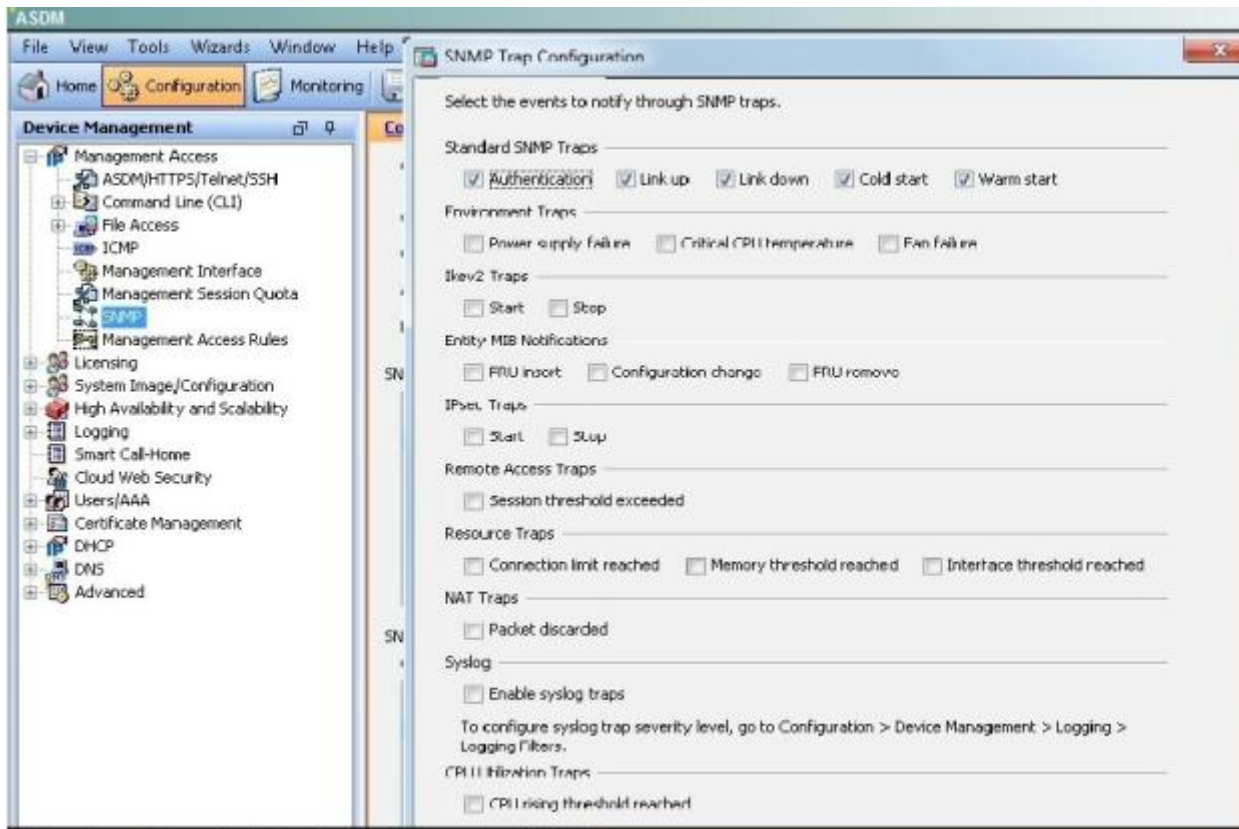 ASDM
File View Tools Wizards Window Help
Home Configuration Monitoring
Device Management
Management Access
ASDM/HTTPS/Telnet/SSH
Command Line (CLI)
File Access
ICMP
Management Interface
Management Session Quota
SNMP
Management Access Rules
Licensing
System Image/Configuration
High Availability and Scalability
Logging
Smart Call-Home
Cloud Web Security
Users/AAA
Certificate Management
DHCP
DNS
Advanced
Co
SN
SN
SNMP Trap Configuration
Select the events to notify through SNMP traps.
Standard SNMP Traps
Authentication Link up Link down Cold start Warm start
Environment Traps
Power supply failure Critical CPU temperature Fan failure
Ikev2 Traps
Start Stop
Entity MIB Notifications
FRU insert Configuration change FRU remove
IPsec Traps
Start Stop
Remote Access Traps
Session threshold exceeded
Resource Traps
Connection limit reached Memory threshold reached Interface threshold reached
NAT Traps
Packet discarded
Syslog
Enable syslog traps
To configure syslog trap severity level, go to Configuration > Device Management > Logging >
Logging Filters.
CPU Utilization Traps
CPU rising threshold reached